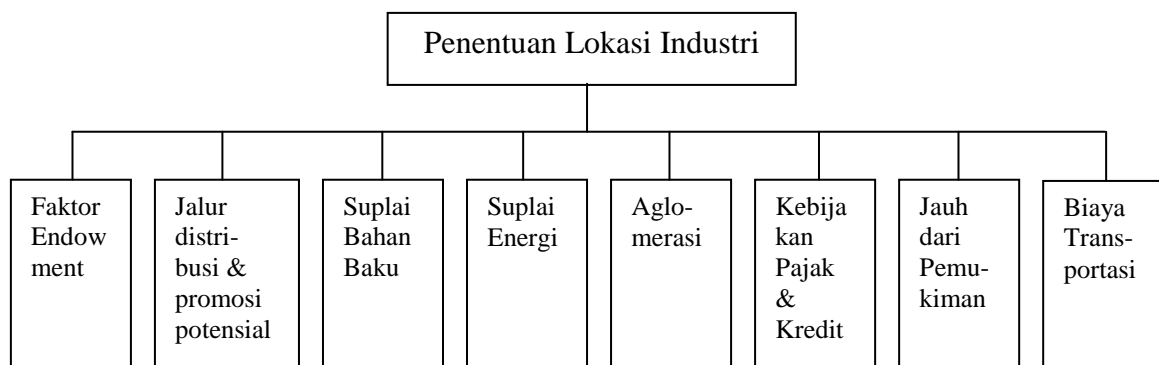 Penentuan Lokasi Industri
Faktor
Endow
ment
Jalur
distri-
busi &
promosi
potensial
Suplai
Bahan
Baku
Suplai
Energi
Aglo-
merasi
Kebija
kan
Pajak
&
Kredit
Jauh
dari
Pemu-
kiman
Biaya
Trans-
portasi